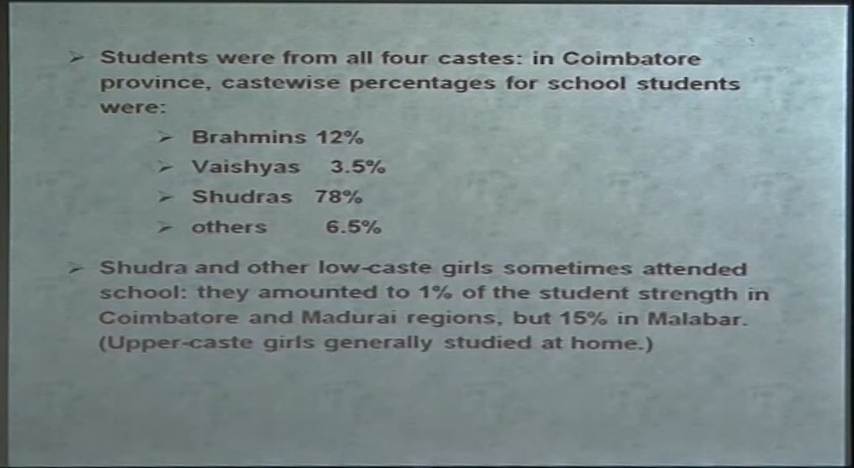 ➢ Students were from all four castes: in Coimbatore
province, castewise percentages for school students
were:
➢ Brahmins 12%
➢ Vaishyas 3.5%
➢ Shudras 78%
➢ others 6.5%
➢ Shudra and other low-caste girls sometimes attended
school: they amounted to 1% of the student strength in
Coimbatore and Madurai regions, but 15% in Malabar.
(Upper-caste girls generally studied at home.)